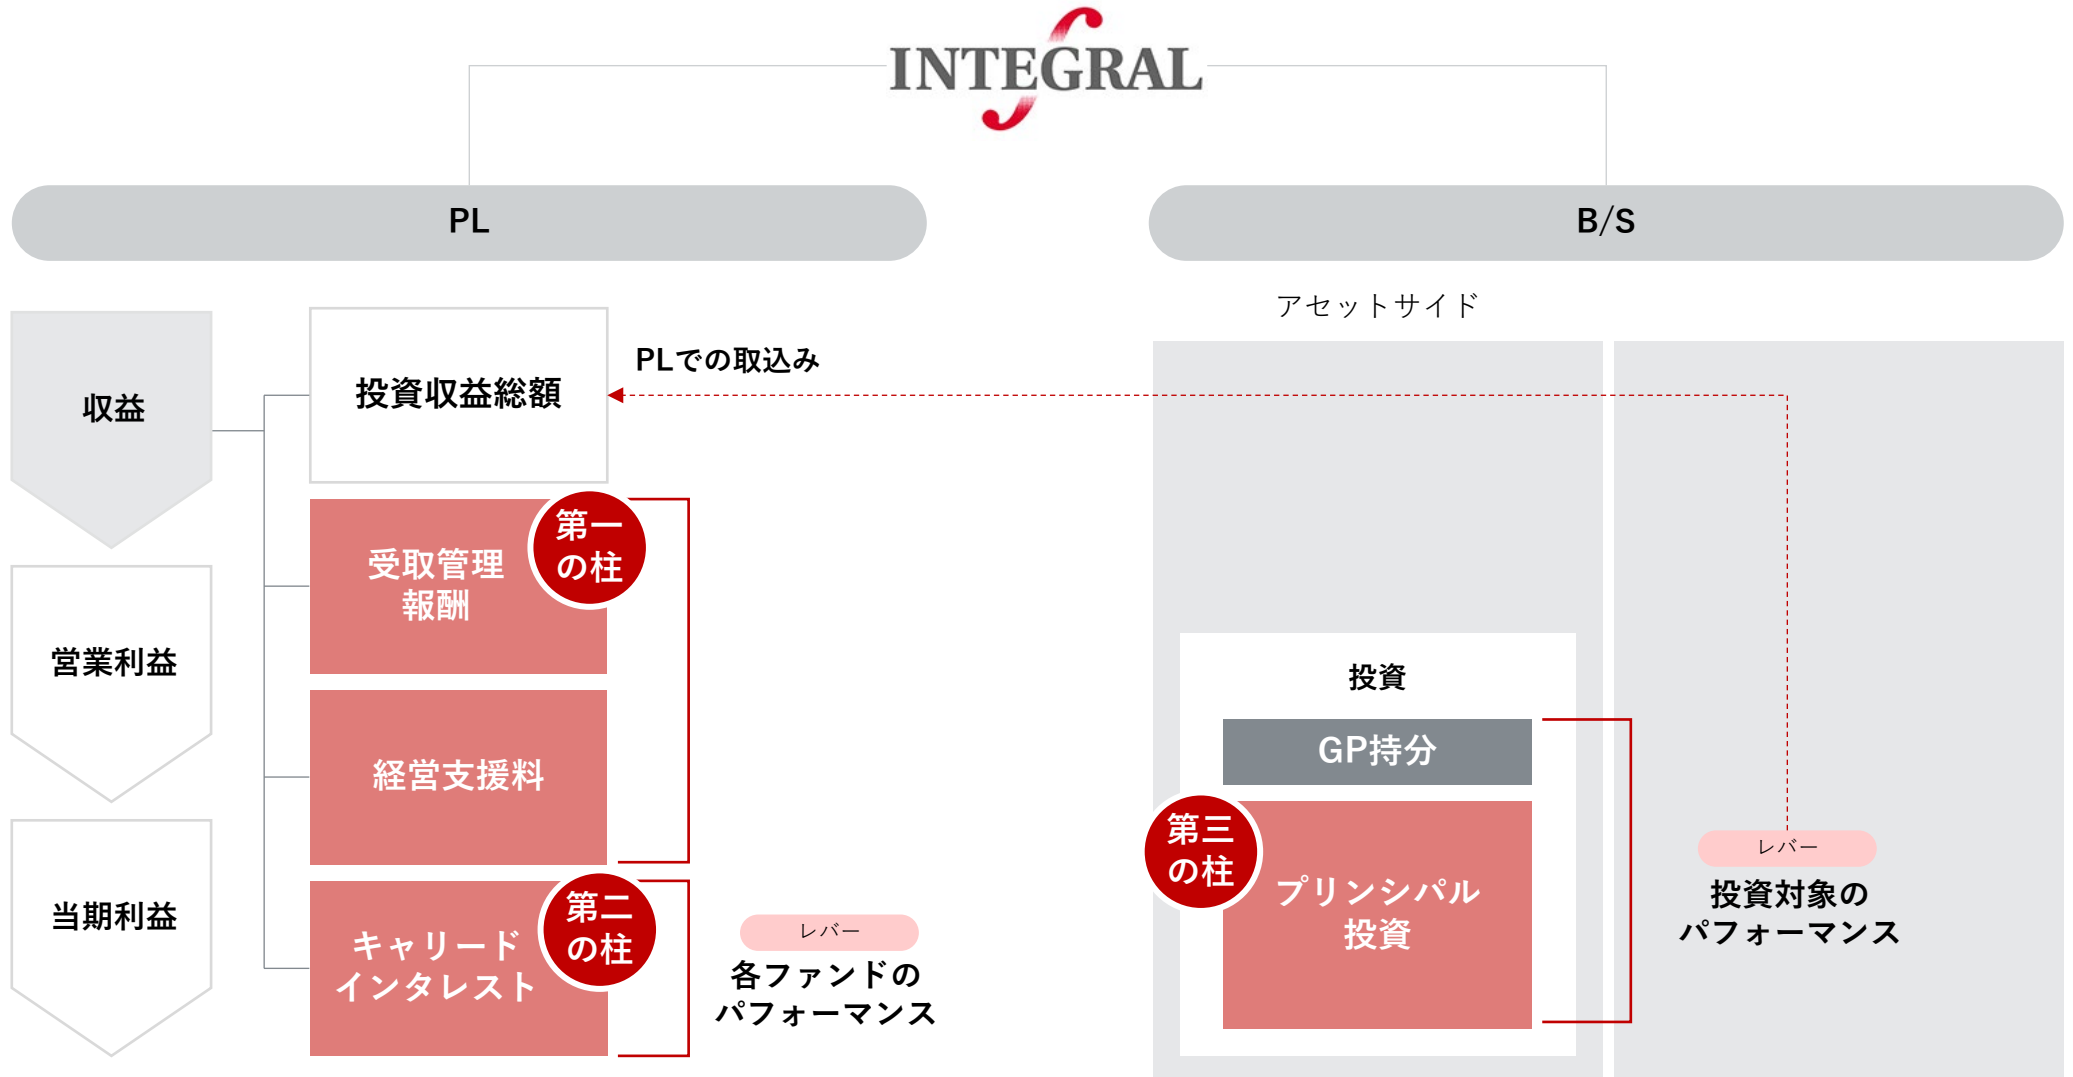 INTEGRAL
PL
収益
営業利益
当期利益
投資収益総額
PLでの取込み
受取管理
報酬
第一
の柱
経営支援料
キャリード
インタレスト
第二
の柱
レバー
各ファンドの
パフォーマンス
B/S
アセットサイド
投資
GP持分
第三
の柱
プリンシパル
投資
レバー
投資対象の
パフォーマンス